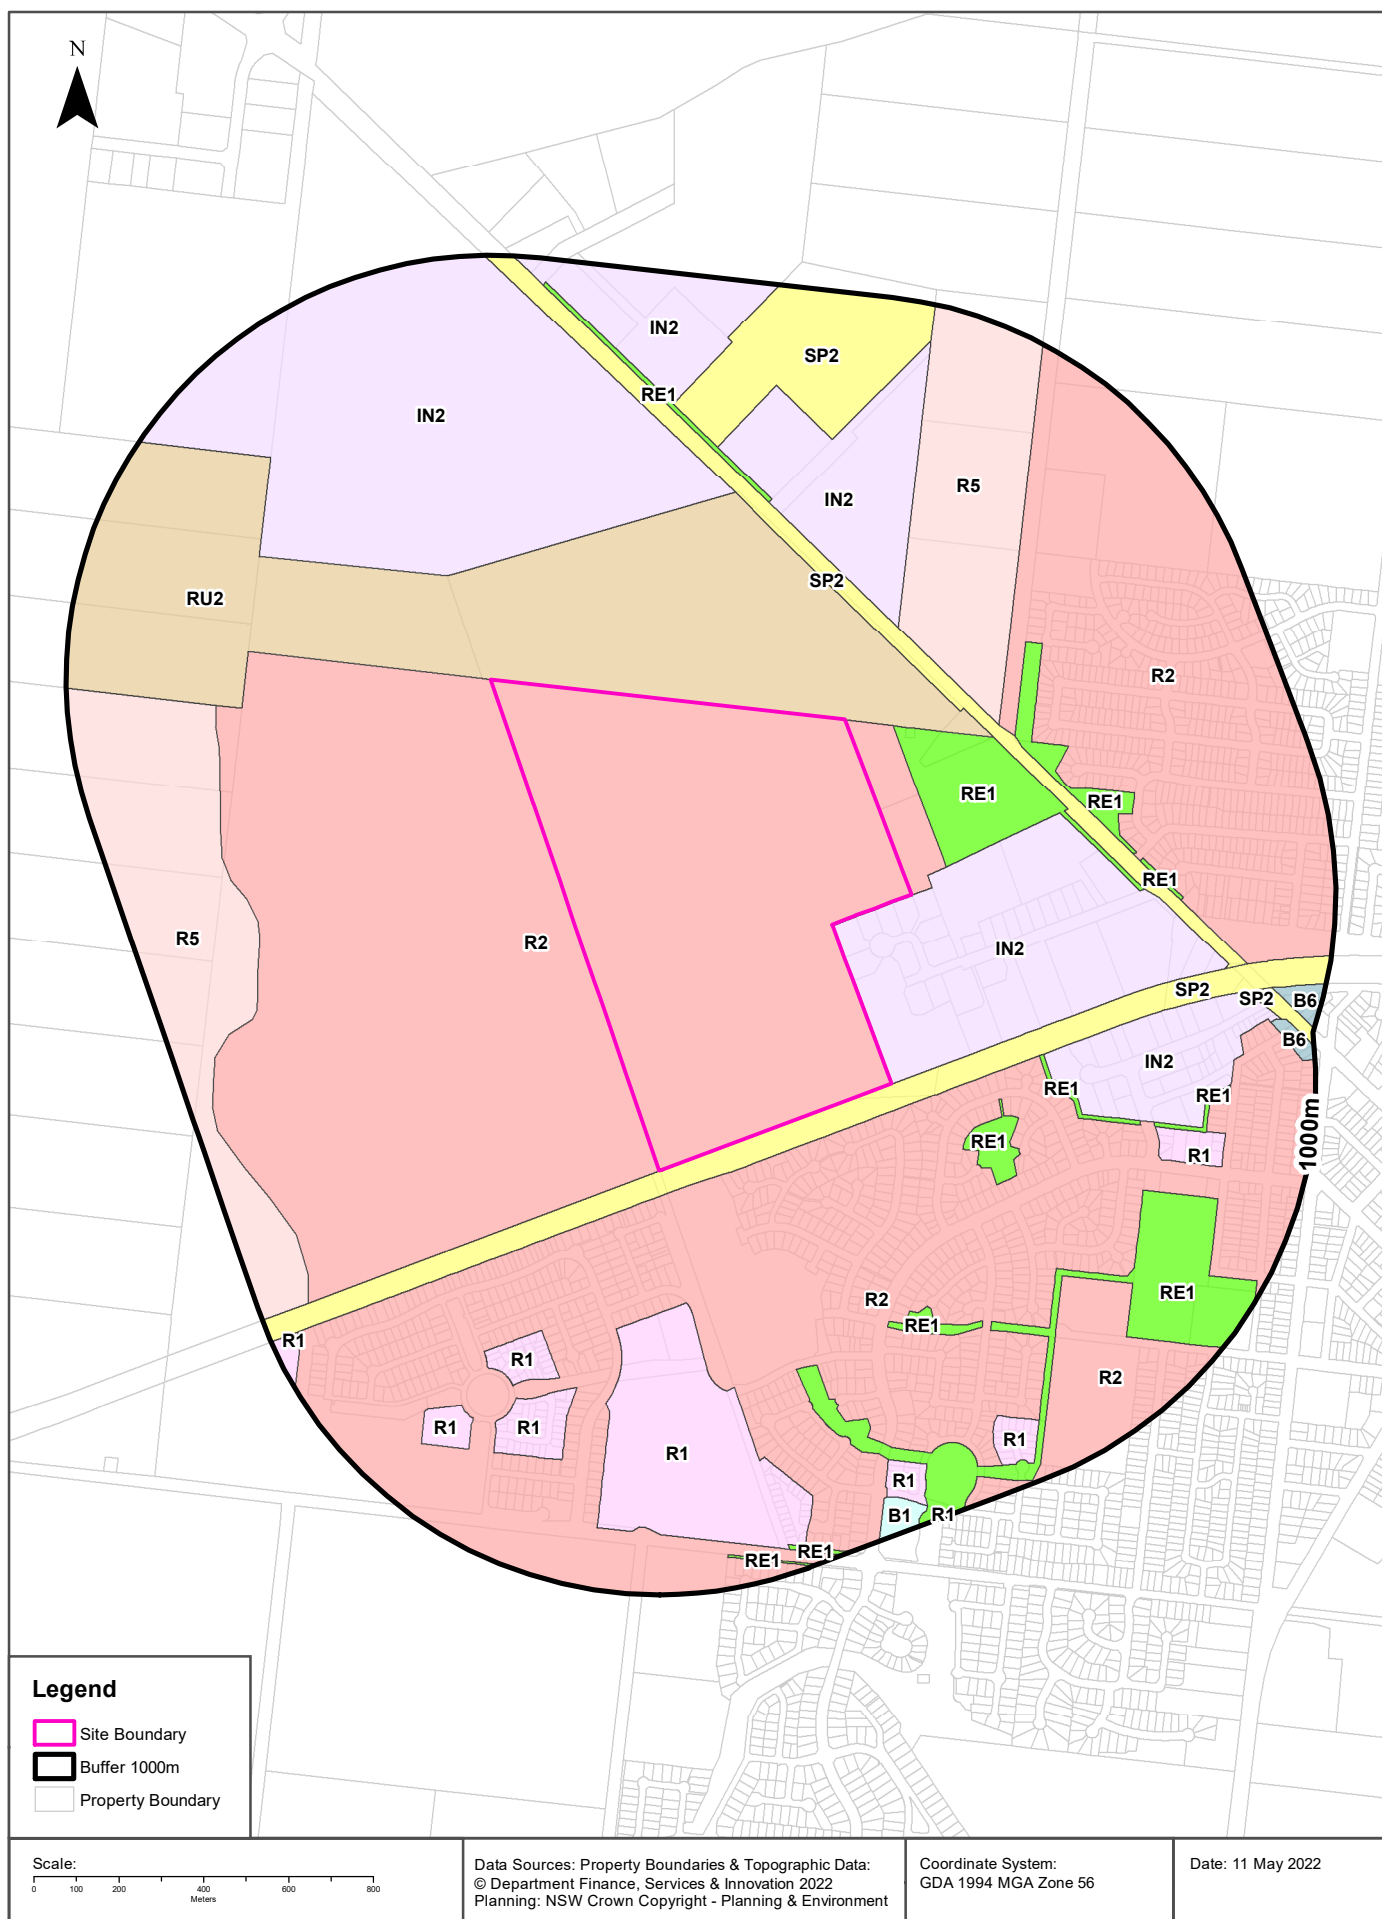 N
IN2
SP2
RE1
IN2
R5
IN2
SP2
RU2
R2
RE1
RE1
RE1
R5
R2
IN2
SP2
SP2
B6
B6
IN2
RE1
RE1
1000m
RE1
R1
RE1
R2
RE1
R1
R1
R2
R1
R1
R1
R1
R1
B1
R1
RE1
RE1
Legend
Site Boundary
Buffer 1000m
Property Boundary
Scale:
0 100 200 400 600 800
Meters
Data Sources: Property Boundaries & Topographic Data:
© Department Finance, Services & Innovation 2022
Planning: NSW Crown Copyright - Planning & Environment
Coordinate System:
GDA 1994 MGA Zone 56
Date: 11 May 2022